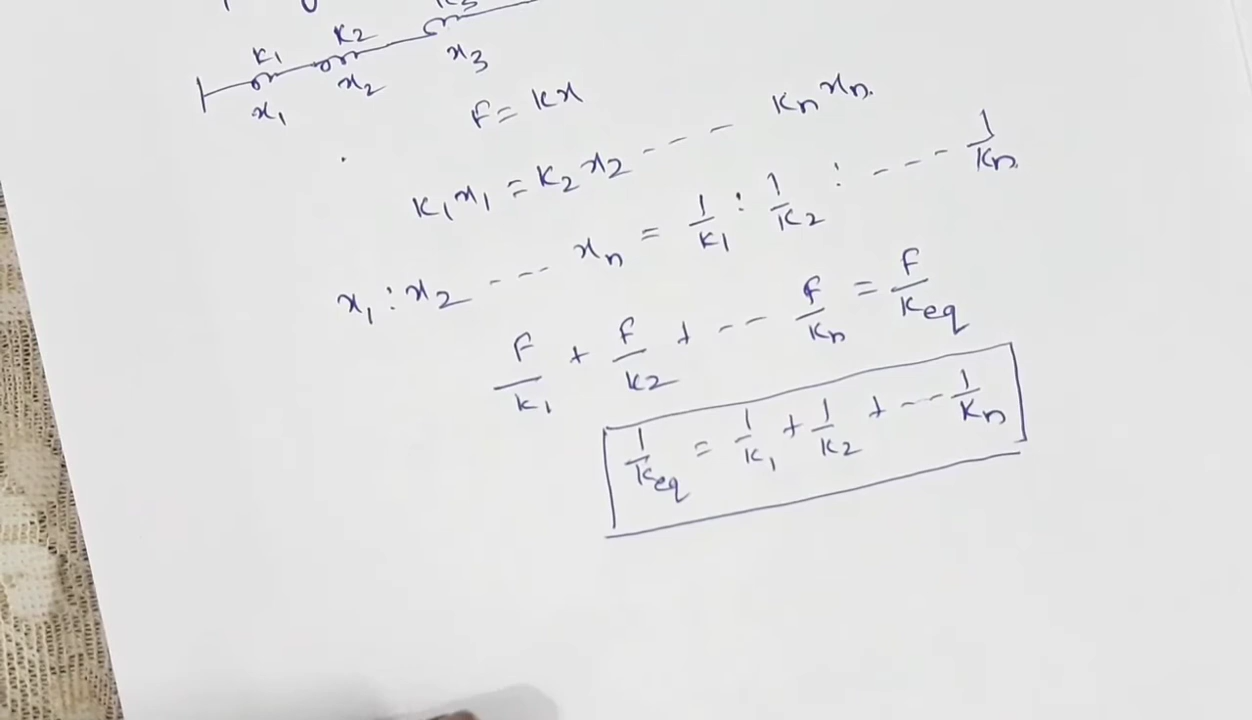 K1 K2
x1 x2 x3
F = Kx
K1x1 = K2x2 --- Knxn.
x1 : x2 --- xn = 1/K1 : 1/K2 : ---- 1/Kn
F/K1 + F/K2 + --- F/Kn = F/Keq
1/Keq = 1/K1 + 1/K2 + --- 1/Kn